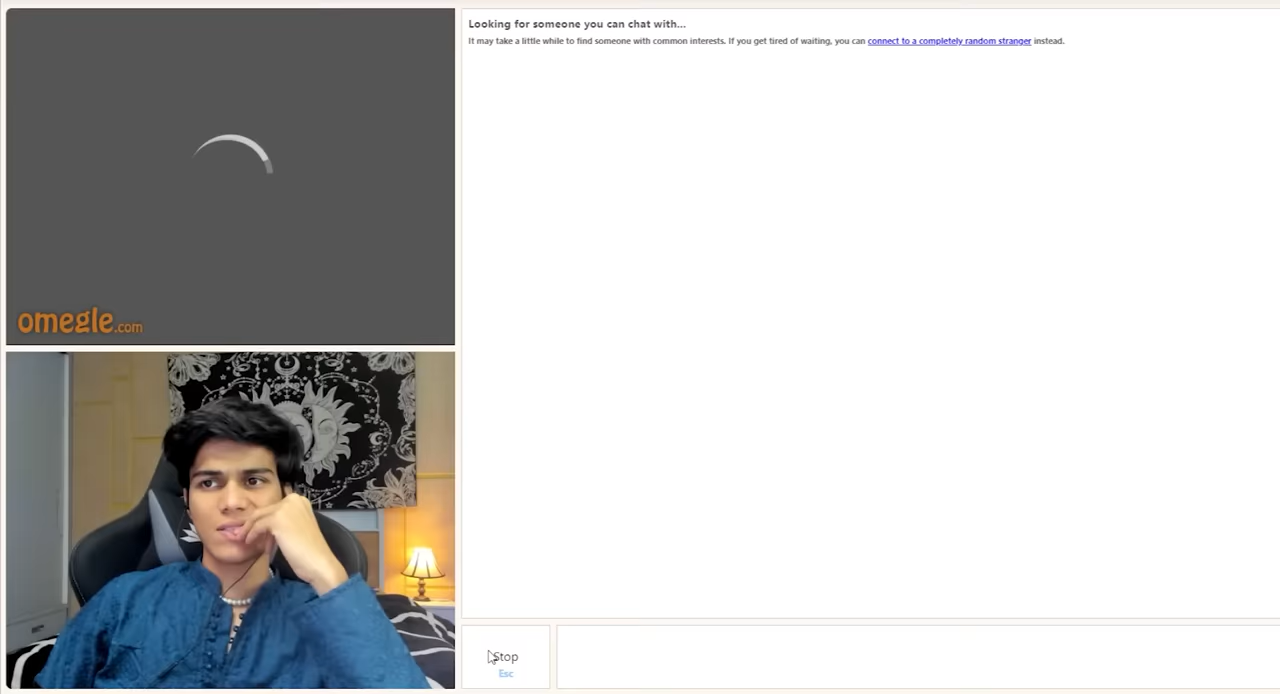 Looking for someone you can chat with...
It may take a little while to find someone with common interests. If you get tired of waiting, you can connect to a completely random stranger instead.
omegle.com
Stop
Esc